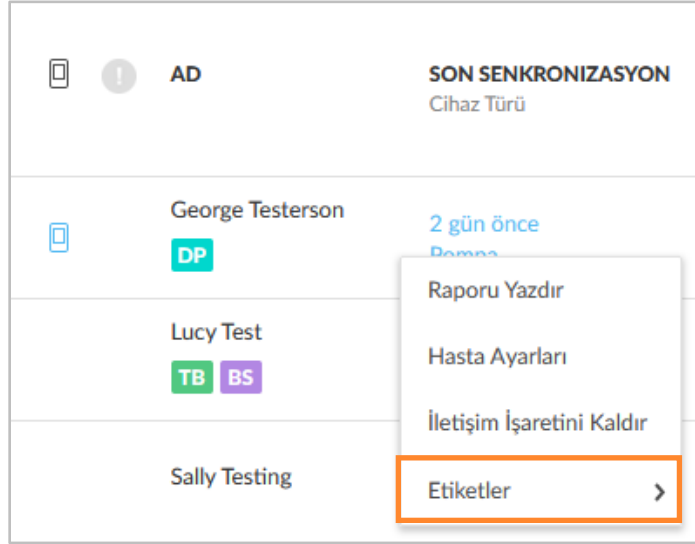 AD
SON SENKRONIZASYON
Cihaz Türü
George Testerson
DP
2 gün önce
Pompa
Raporu Yazdır
Lucy Test
TB BS
Hasta Ayarları
İletişim İşaretini Kaldır
Sally Testing
Etiketler